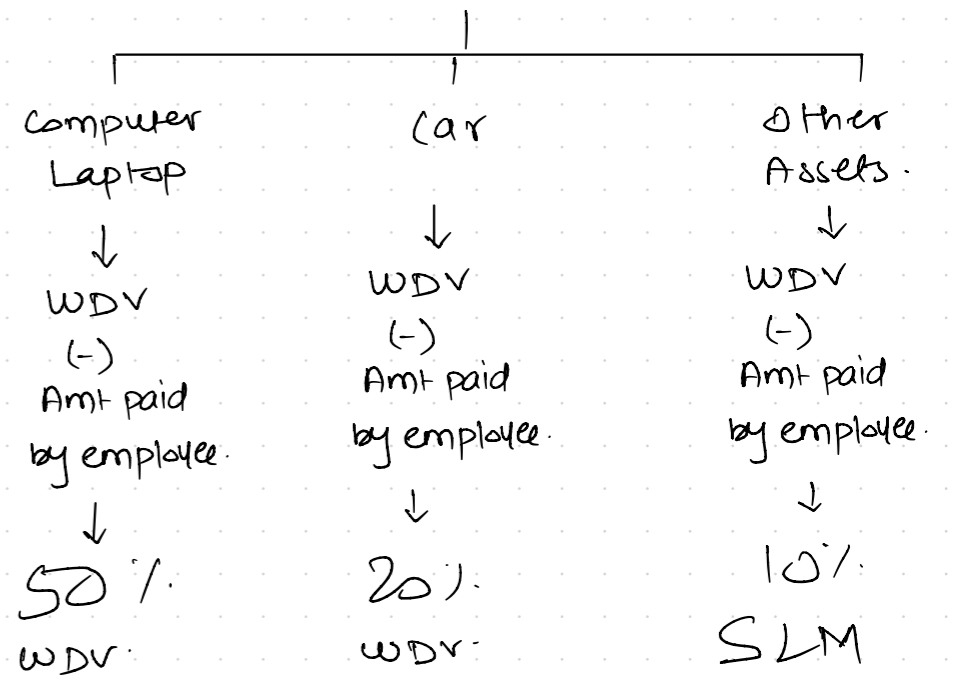 Computer
Laptop
WDV
(-)
Amt paid
by employee.
50%.
WDV.
Car
WDV
(-)
Amt paid
by employee.
20%.
WDV.
Other
Assets.
WDV
(-)
Amt paid
by employee.
10%.
SLM